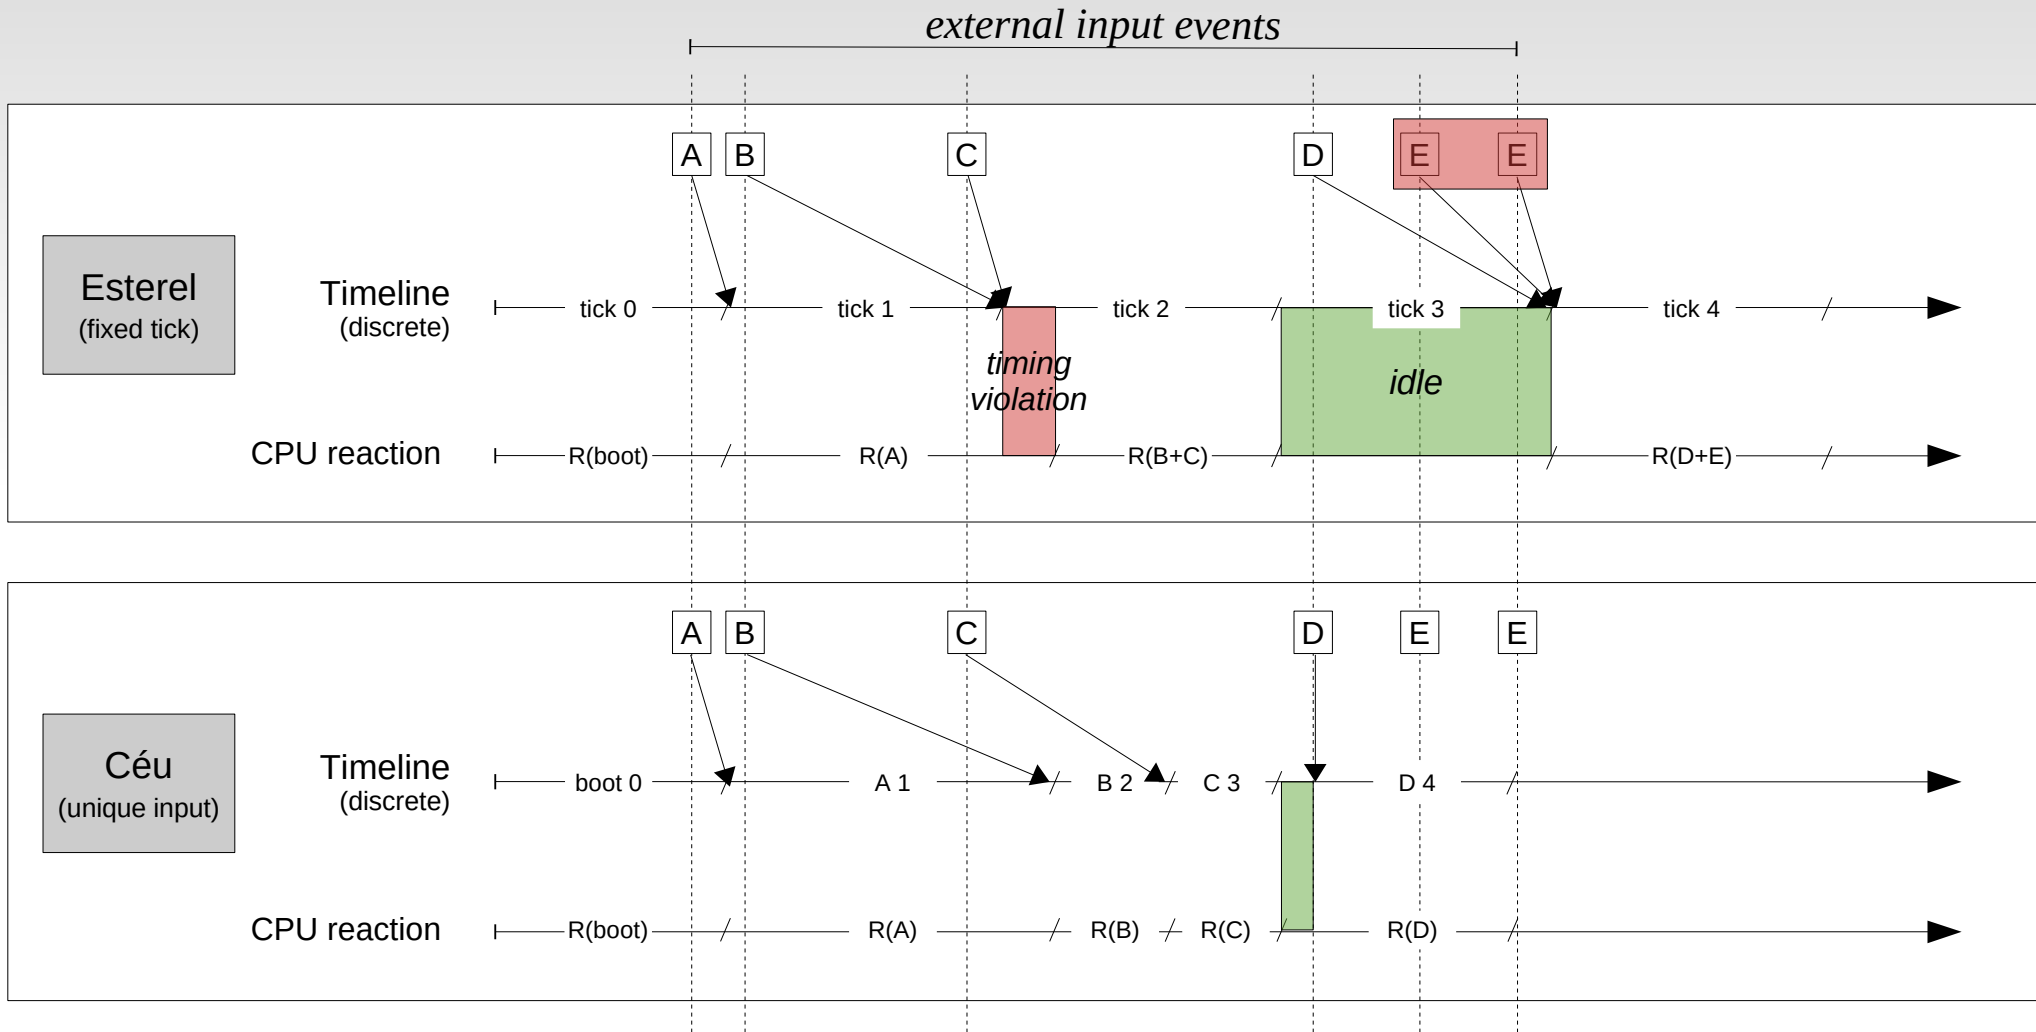 external input events
A B C D E E
Esterel
(fixed tick)
Timeline
(discrete)
tick 0 tick 1 tick 2 tick 3 tick 4
timing
violation
idle
CPU reaction
R(boot) R(A) R(B+C) R(D+E)
A B C D E E
Céu
(unique input)
Timeline
(discrete)
boot 0 A 1 B 2 C 3 D 4
CPU reaction
R(boot) R(A) R(B) R(C) R(D)